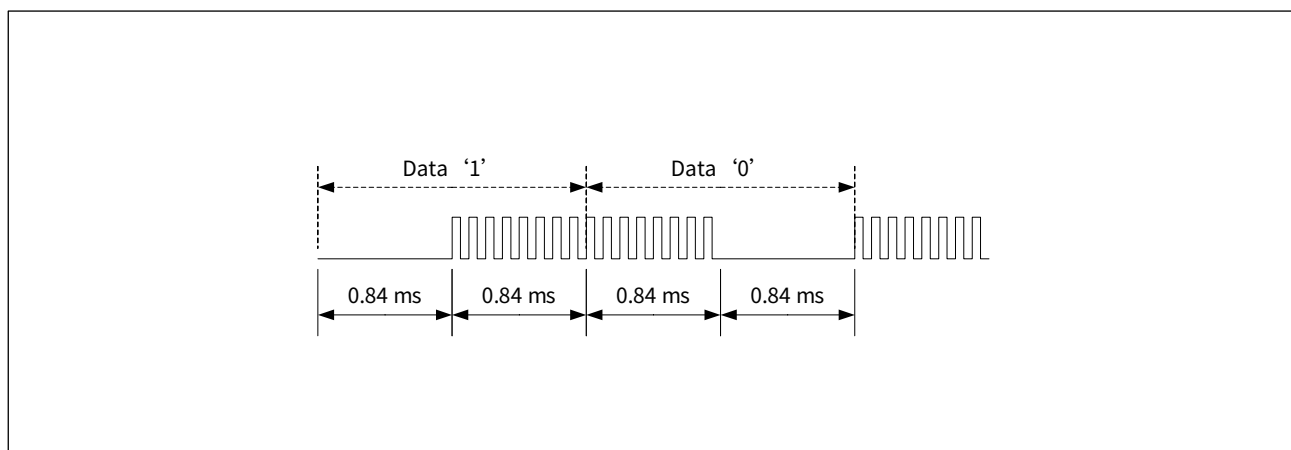 Data ‘1’ Data ‘0’
0.84 ms 0.84 ms 0.84 ms 0.84 ms